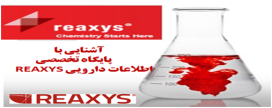 reaxys®
Chemistry Starts Here
آشنایی با
پایگاه تخصصی
اطلاعات دارویی REAXYS
REAXYS